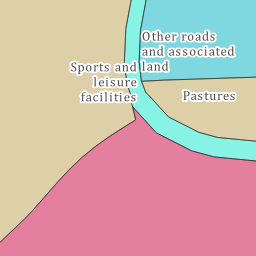 Other roads
and associated
land
Sports and
leisure
facilities
Pastures